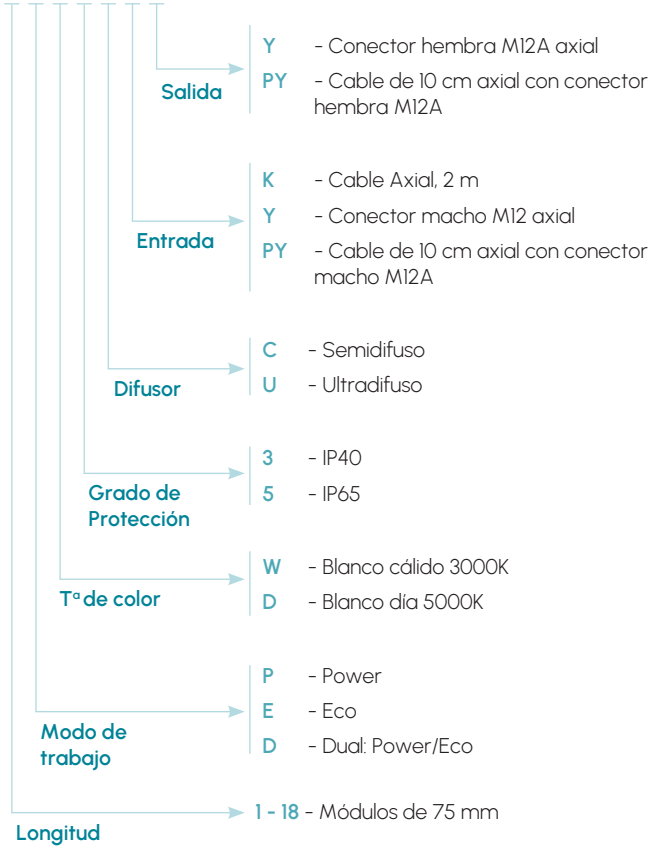 Salida
Y - Conector hembra M12A axial
PY - Cable de 10 cm axial con conector
hembra M12A
Entrada
K - Cable Axial, 2 m
Y - Conector macho M12 axial
PY - Cable de 10 cm axial con conector
macho M12A
Difusor
C - Semidifuso
U - Ultradifuso
Grado de
Protección
3 - IP40
5 - IP65
Tª de color
W - Blanco cálido 3000K
D - Blanco día 5000K
Modo de
trabajo
P - Power
E - Eco
D - Dual: Power/Eco
Longitud
1 - 18 - Módulos de 75 mm